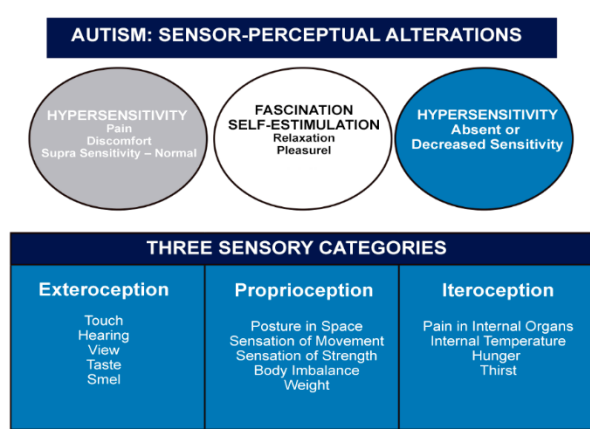 AUTISM: SENSOR-PERCEPTUAL ALTERATIONS
HYPERSENSITIVITY
Pain
Discomfort
Supra Sensitivity – Normal
FASCINATION
SELF-ESTIMULATION
Relaxation
Pleasurel
HYPERSENSITIVITY
Absent or
Decreased Sensitivity
THREE SENSORY CATEGORIES
Exteroception
Touch
Hearing
View
Taste
Smel
Proprioception
Posture in Space
Sensation of Movement
Sensation of Strength
Body Imbalance
Weight
Iteroception
Pain in Internal Organs
Internal Temperature
Hunger
Thirst